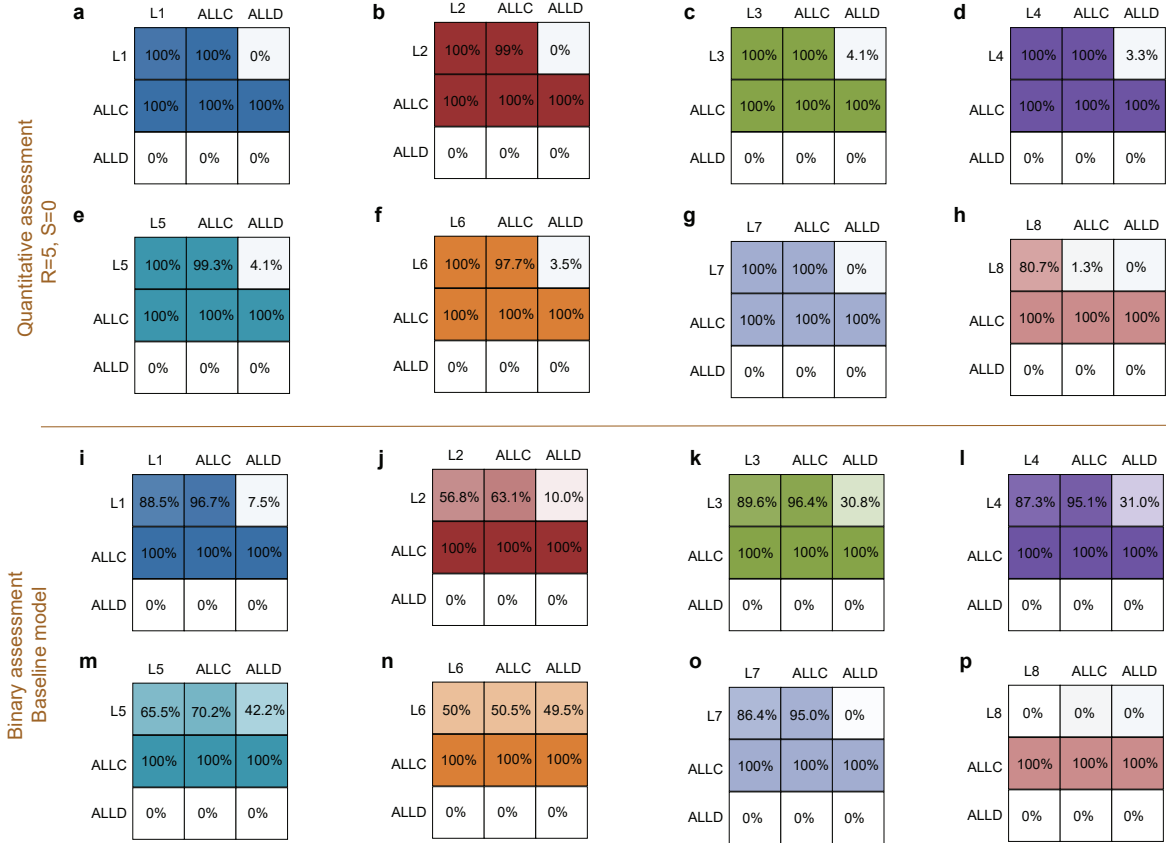 Quantitative assessment
R=5, S=0
a
L1 ALLC ALLD
L1 100% 100% 0%
ALLC 100% 100% 100%
ALLD 0% 0% 0%
b
L2 ALLC ALLD
L2 100% 99% 0%
ALLC 100% 100% 100%
ALLD 0% 0% 0%
c
L3 ALLC ALLD
L3 100% 100% 4.1%
ALLC 100% 100% 100%
ALLD 0% 0% 0%
d
L4 ALLC ALLD
L4 100% 100% 3.3%
ALLC 100% 100% 100%
ALLD 0% 0% 0%
e
L5 ALLC ALLD
L5 100% 99.3% 4.1%
ALLC 100% 100% 100%
ALLD 0% 0% 0%
f
L6 ALLC ALLD
L6 100% 97.7% 3.5%
ALLC 100% 100% 100%
ALLD 0% 0% 0%
g
L7 ALLC ALLD
L7 100% 100% 0%
ALLC 100% 100% 100%
ALLD 0% 0% 0%
h
L8 ALLC ALLD
L8 80.7% 1.3% 0%
ALLC 100% 100% 100%
ALLD 0% 0% 0%
Binary assessment
Baseline model
i
L1 ALLC ALLD
L1 88.5% 96.7% 7.5%
ALLC 100% 100% 100%
ALLD 0% 0% 0%
j
L2 ALLC ALLD
L2 56.8% 63.1% 10.0%
ALLC 100% 100% 100%
ALLD 0% 0% 0%
k
L3 ALLC ALLD
L3 89.6% 96.4% 30.8%
ALLC 100% 100% 100%
ALLD 0% 0% 0%
l
L4 ALLC ALLD
L4 87.3% 95.1% 31.0%
ALLC 100% 100% 100%
ALLD 0% 0% 0%
m
L5 ALLC ALLD
L5 65.5% 70.2% 42.2%
ALLC 100% 100% 100%
ALLD 0% 0% 0%
n
L6 ALLC ALLD
L6 50% 50.5% 49.5%
ALLC 100% 100% 100%
ALLD 0% 0% 0%
o
L7 ALLC ALLD
L7 86.4% 95.0% 0%
ALLC 100% 100% 100%
ALLD 0% 0% 0%
p
L8 ALLC ALLD
L8 0% 0% 0%
ALLC 100% 100% 100%
ALLD 0% 0% 0%